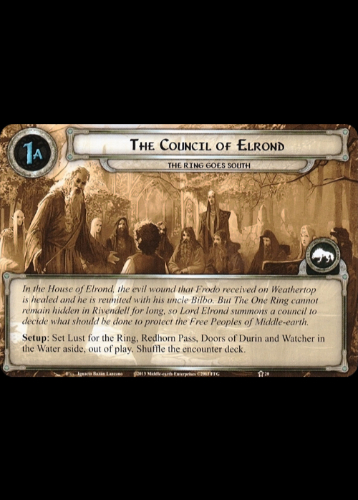 1A
THE COUNCIL OF ELROND
THE RING GOES SOUTH
In the House of Elrond, the evil wound that Frodo received on Weathertop
is healed and he is reunited with his uncle Bilbo. But The One Ring cannot
remain hidden in Rivendell for long, so Lord Elrond summons a council to
decide what should be done to protect the Free Peoples of Middle-earth.
Setup: Set Lust for the Ring, Redhorn Pass, Doors of Durin and Watcher in
the Water aside, out of play. Shuffle the encounter deck.
Middle-earth Enterprises FFG